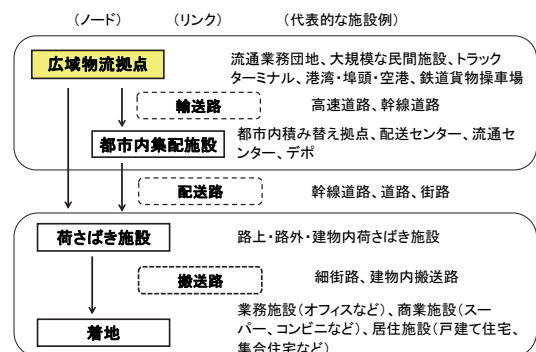 （ノード） （リンク） （代表的な施設例）
広域物流拠点
流通業務団地、大規模な民間施設、トラック
ターミナル、港湾・埠頭・空港、鉄道貨物操車場
輸送路 高速道路、幹線道路
都市内集配施設
都市内積み替え拠点、配送センター、流通セ
ンター、デポ
配送路 幹線道路、道路、街路
荷さばき施設 路上・路外・建物内荷さばき施設
搬送路 細街路、建物内搬送路
着地
業務施設（オフィスなど）、商業施設（スー
パー、コンビニなど）、居住施設（戸建て住宅、
集合住宅など）